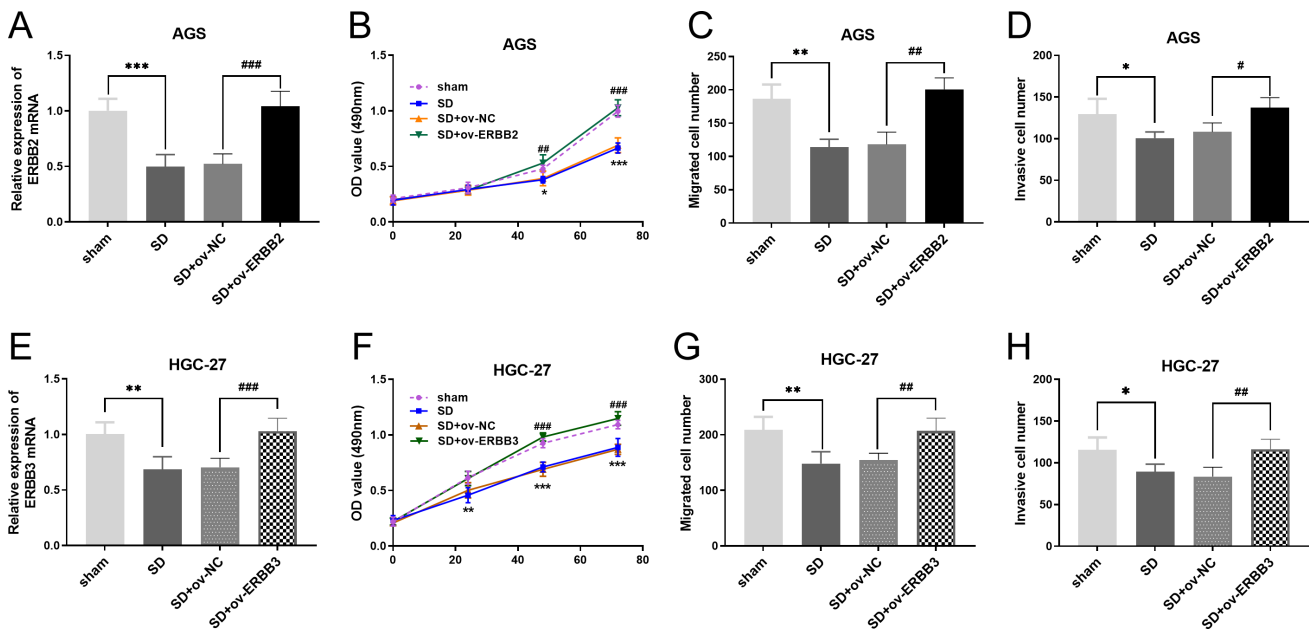 A
AGS
Relative expression of
ERBB2 mRNA
1.5
1.0
0.5
0.0
***
###
sham
SD
SD+ov-NC
SD+ov-ERBB2
B
AGS
OD value (490nm)
1.5
1.0
0.5
0.0
sham
SD
SD+ov-NC
SD+ov-ERBB2
##
*
###
***
0
20
40
60
80
C
AGS
Migrated cell number
250
200
150
100
50
0
**
##
sham
SD
SD+ov-NC
SD+ov-ERBB2
D
AGS
Invasive cell numer
200
150
100
50
0
*
#
sham
SD
SD+ov-NC
SD+ov-ERBB2
E
HGC-27
Relative expression of
ERBB3 mRNA
1.5
1.0
0.5
0.0
**
###
sham
SD
SD+ov-NC
SD+ov-ERBB3
F
HGC-27
OD value (490nm)
1.5
1.0
0.5
0.0
sham
SD
SD+ov-NC
SD+ov-ERBB3
**
###
***
###
***
0
20
40
60
80
G
HGC-27
Migrated cell number
300
200
100
0
**
##
sham
SD
SD+ov-NC
SD+ov-ERBB3
H
HGC-27
Invasive cell numer
200
150
100
50
0
*
##
sham
SD
SD+ov-NC
SD+ov-ERBB3